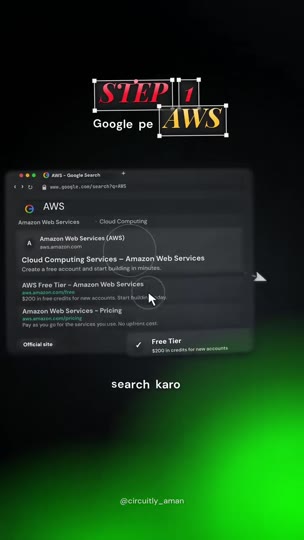 STEP 1
Google pe AWS
AWS - Google Search
www.google.com/search?q=AWS
AWS
Amazon Web Services · Cloud Computing
A Amazon Web Services (AWS)
aws.amazon.com
Cloud Computing Services – Amazon Web Services
Create a free account and start building in minutes.
AWS Free Tier – Amazon Web Services
aws.amazon.com/free
$200 in free credits for new accounts. Start building
Amazon Web Services - Pricing
aws.amazon.com/pricing
Pay as you go for the services you use. No upfront cost.
Official site
✓ Free Tier
$200 in credits for new accounts
search karo
@circuitly_aman